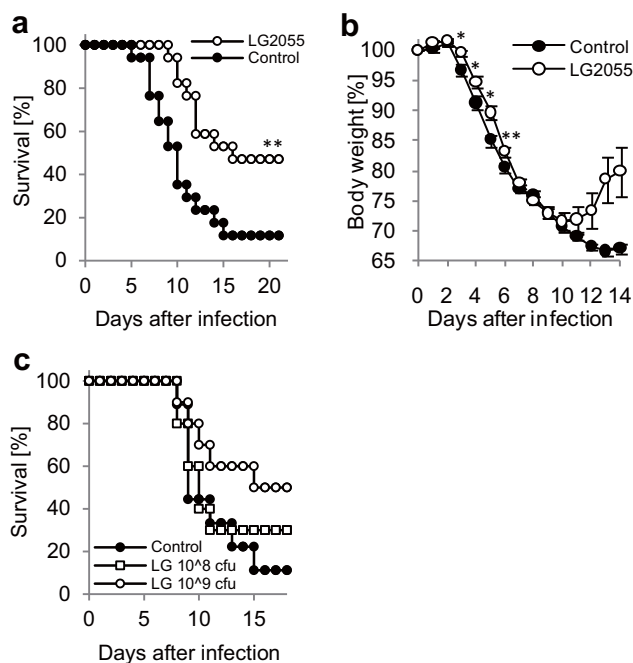 a
LG2055
Control
100
80
60
40
20
0
Survival [%]
**
0 5 10 15 20
Days after infection
b
Control
LG2055
100
95
90
85
80
75
70
65
Body weight [%]
*
*
*
**
0 2 4 6 8 10 12 14
Days after infection
c
100
80
60
40
20
0
Survival [%]
Control
LG 10^8 cfu
LG 10^9 cfu
0 5 10 15
Days after infection